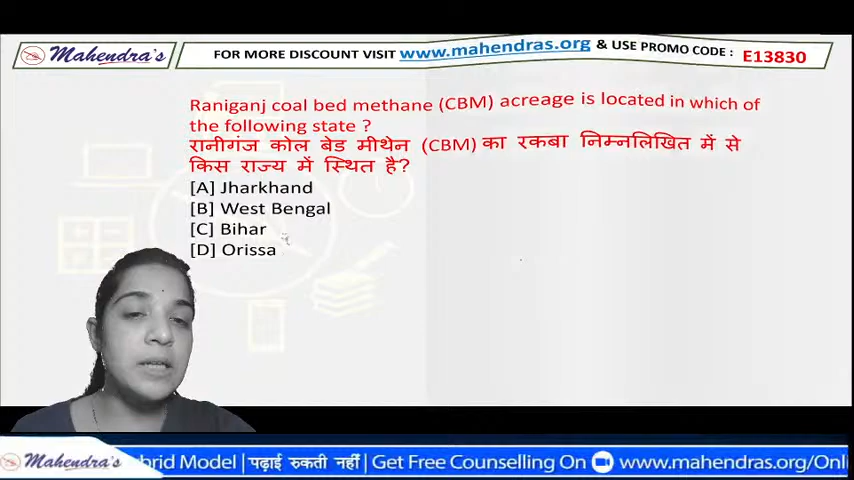 Mahendra's
FOR MORE DISCOUNT VISIT www.mahendras.org & USE PROMO CODE : E13830
Raniganj coal bed methane (CBM) acreage is located in which of
the following state ?
रानीगंज कोल बेड मीथेन (CBM) का रकबा निम्नलिखित में से
किस राज्य में स्थित है?
[A] Jharkhand
[B] West Bengal
[C] Bihar
[D] Orissa
Mahendra's brid Model | पढ़ाई रुकती नहीं | Get Free Counselling On www.mahendras.org/Onl